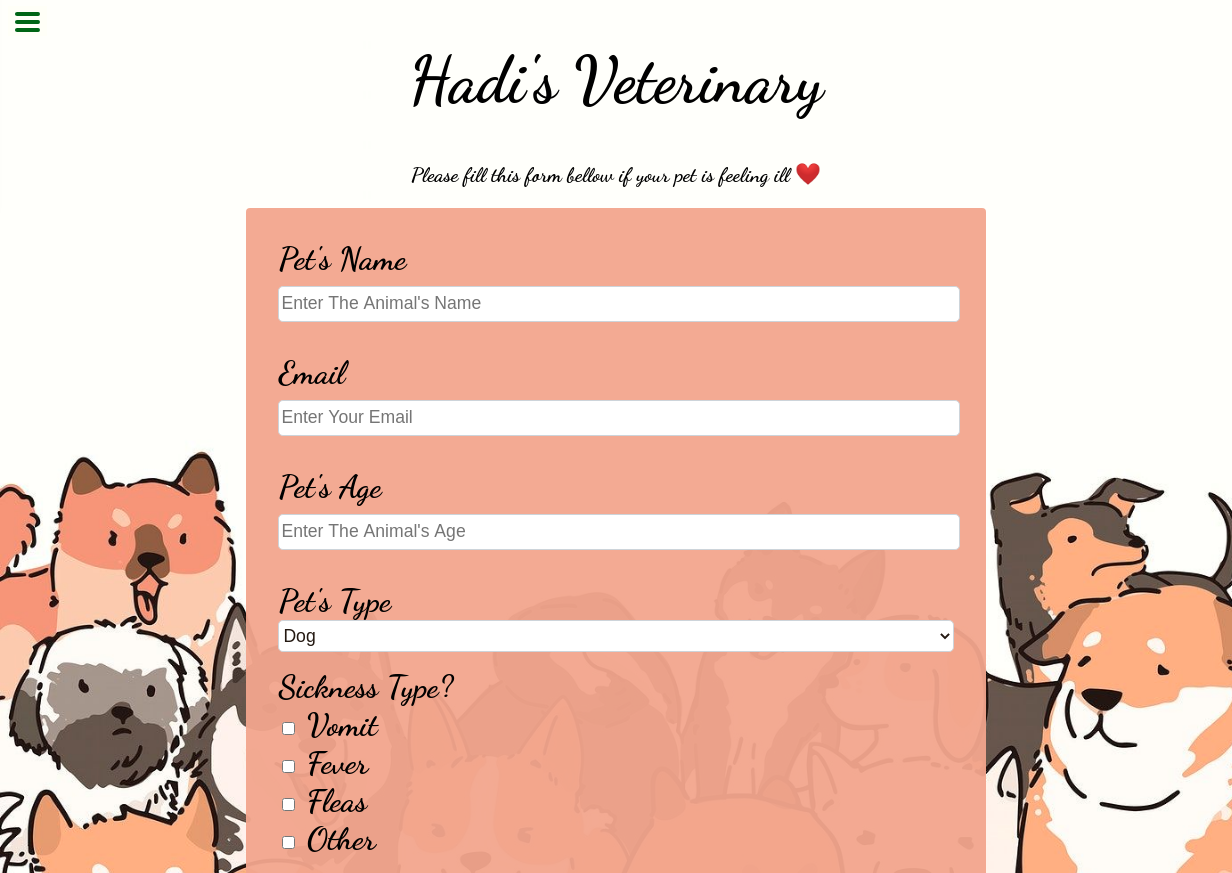 Hadi's Veterinary
Please fill this form bellow if your pet is feeling ill ❤️
Pet's Name
Enter The Animal's Name
Email
Enter Your Email
Pet's Age
Enter The Animal's Age
Pet's Type
Dog
Sickness Type?
Vomit
Fever
Fleas
Other